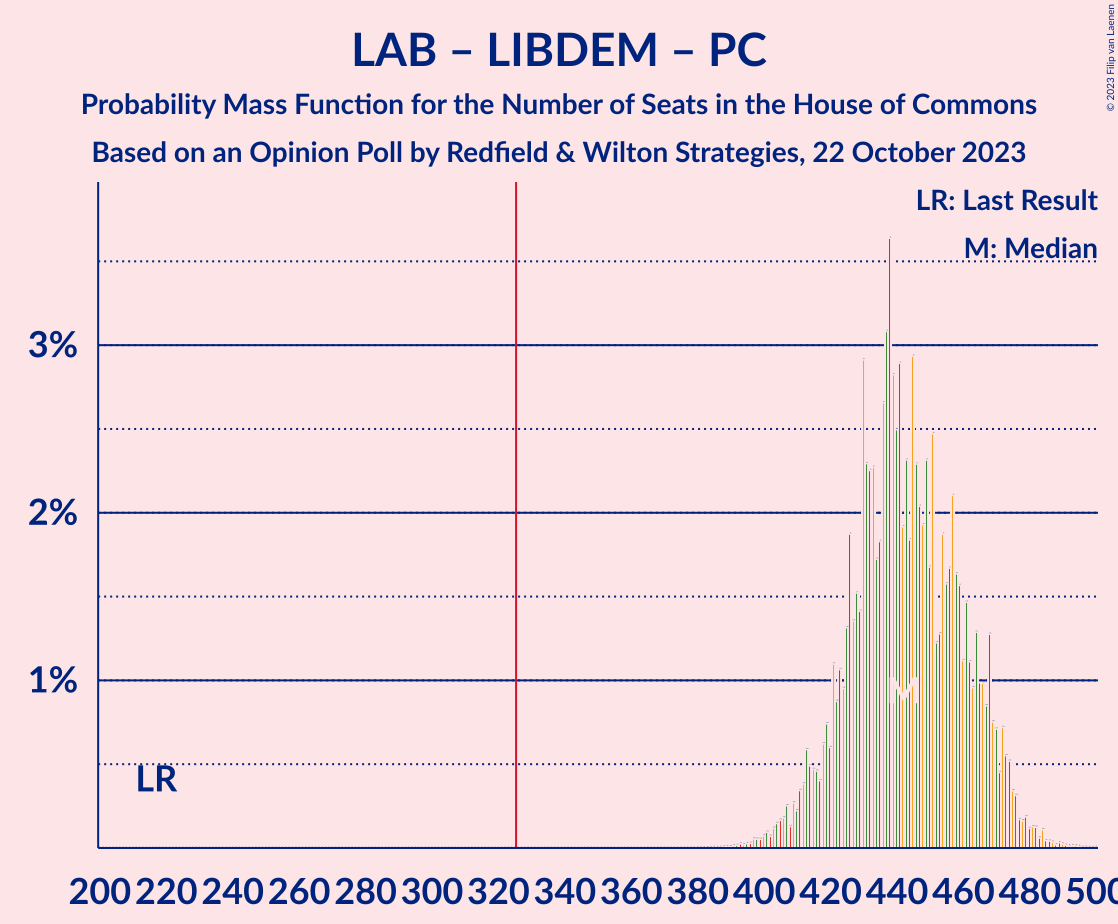 LAB – LIBDEM – PC
Probability Mass Function for the Number of Seats in the House of Commons
Based on an Opinion Poll by Redfield & Wilton Strategies, 22 October 2023
© 2023 Filip van Laenen
LR: Last Result
M: Median
3%
2%
1%
LR
M
200 220 240 260 280 300 320 340 360 380 400 420 440 460 480 500